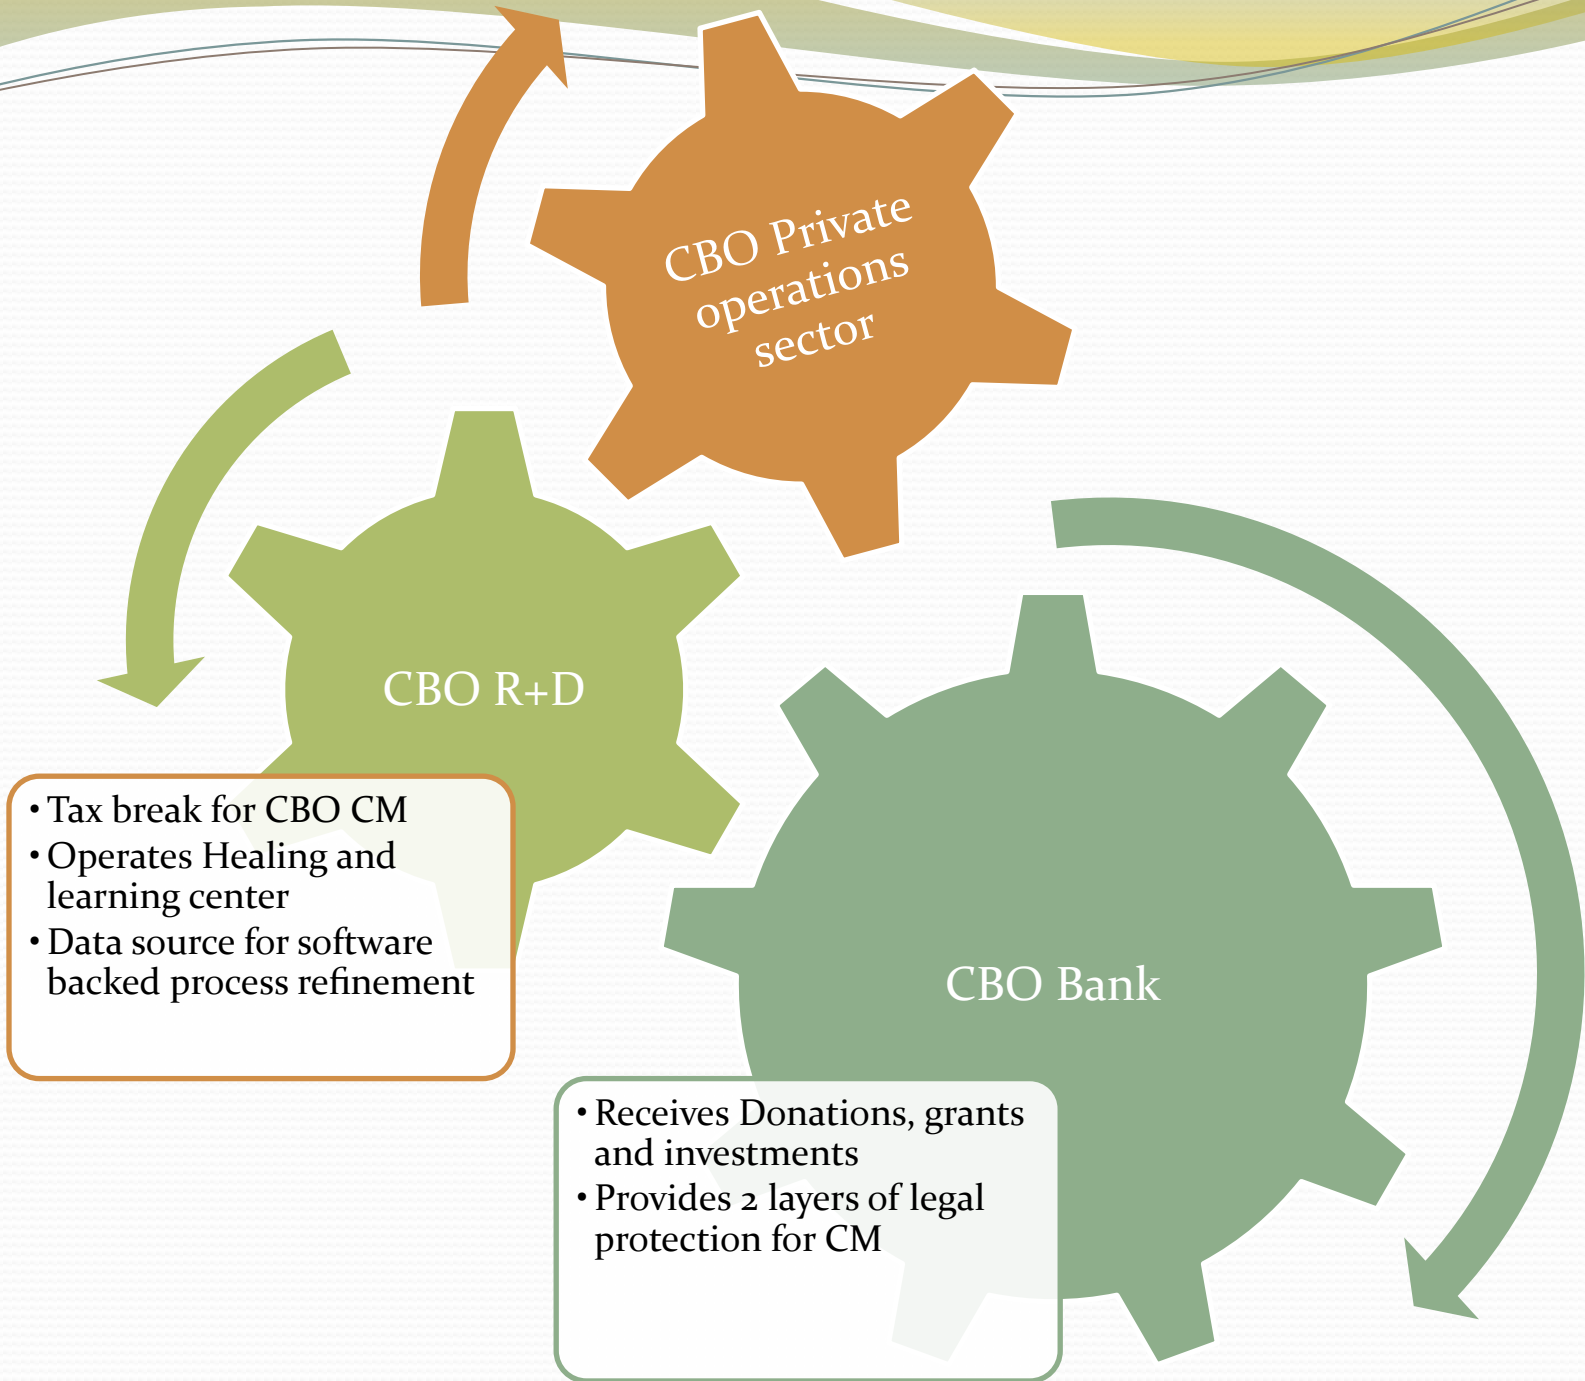 CBO Private
operations
sector
CBO R+D
• Tax break for CBO CM
• Operates Healing and
learning center
• Data source for software
backed process refinement
CBO Bank
• Receives Donations, grants
and investments
• Provides 2 layers of legal
protection for CM